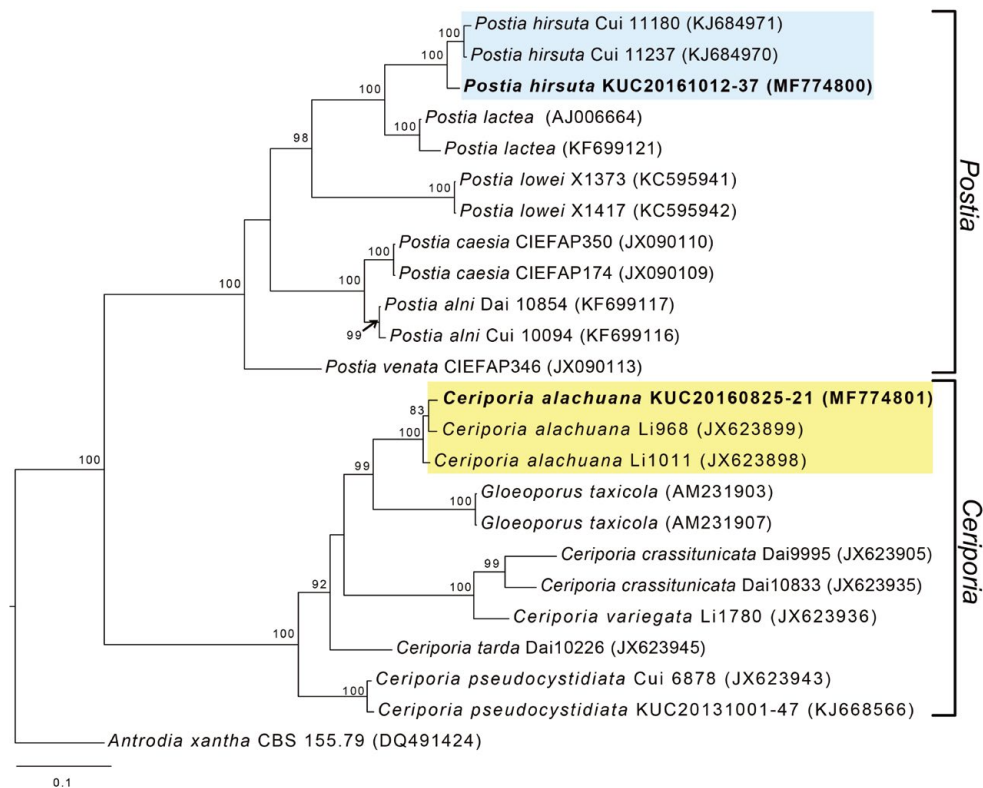 Postia hirsuta Cui 11180 (KJ684971)
100
Postia hirsuta Cui 11237 (KJ684970)
100
Postia hirsuta KUC20161012-37 (MF774800)
100
Postia lactea (AJ006664)
100
98
Postia lactea (KF699121)
Postia lowei X1373 (KC595941)
100
Postia lowei X1417 (KC595942)
Postia
Postia caesia CIEFAP350 (JX090110)
100
Postia caesia CIEFAP174 (JX090109)
100
100
Postia alni Dai 10854 (KF699117)
99
Postia alni Cui 10094 (KF699116)
Postia venata CIEFAP346 (JX090113)
Ceriporia alachuana KUC20160825-21 (MF774801)
83
Ceriporia alachuana Li968 (JX623899)
100
Ceriporia alachuana Li1011 (JX623898)
100
99
Gloeoporus taxicola (AM231903)
100
Gloeoporus taxicola (AM231907)
Ceriporia
Ceriporia crassitunicata Dai9995 (JX623905)
99
Ceriporia crassitunicata Dai10833 (JX623935)
92
100
Ceriporia variegata Li1780 (JX623936)
100
Ceriporia tarda Dai10226 (JX623945)
Ceriporia pseudocystidiata Cui 6878 (JX623943)
100
Ceriporia pseudocystidiata KUC20131001-47 (KJ668566)
Antrodia xantha CBS 155.79 (DQ491424)
0.1